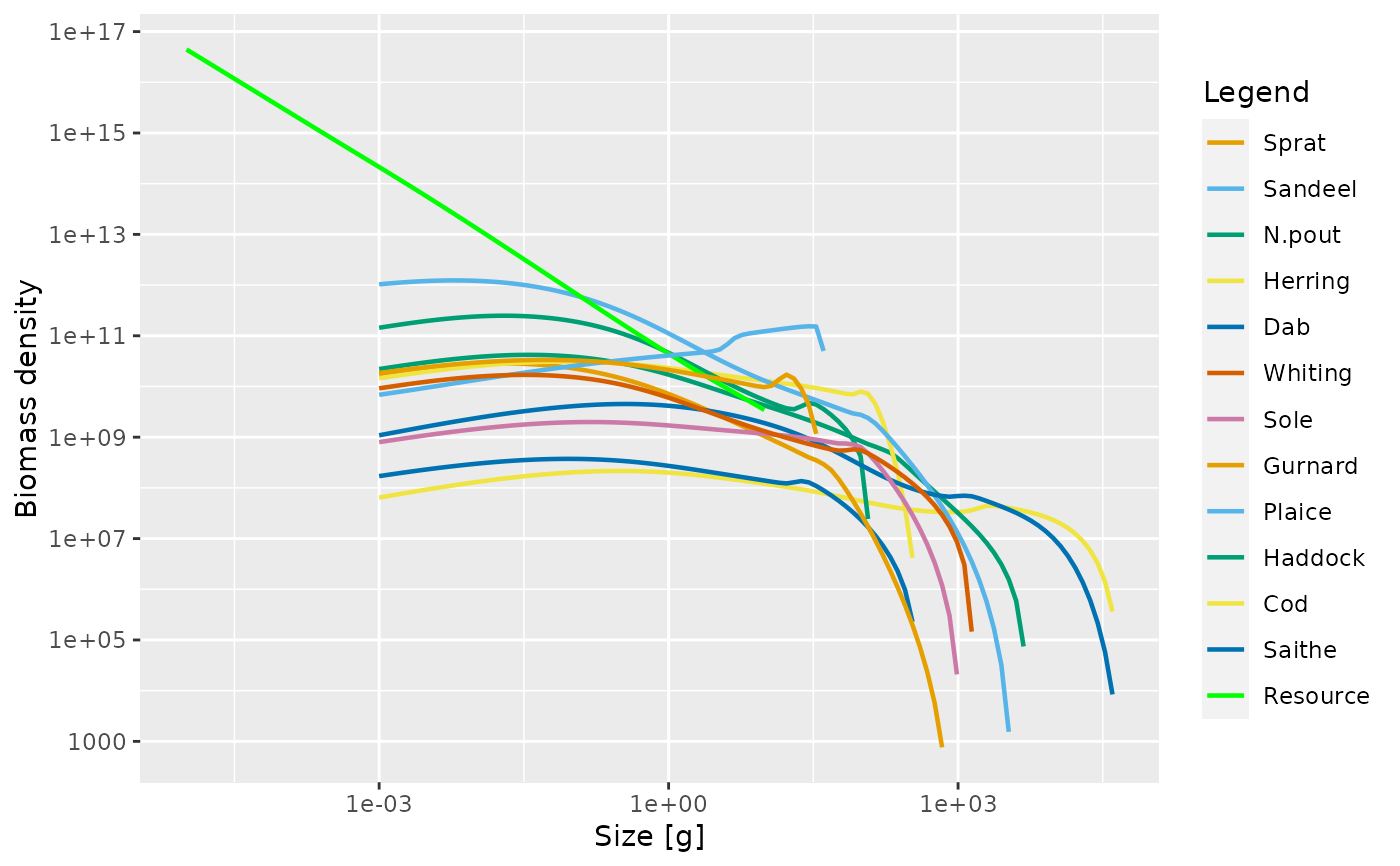 1e+17
1e+15
1e+13
1e+11
1e+09
1e+07
1e+05
1000
Biomass density
1e-03
1e+00
1e+03
Size [g]
Legend
Sprat
Sandeel
N.pout
Herring
Dab
Whiting
Sole
Gurnard
Plaice
Haddock
Cod
Saithe
Resource